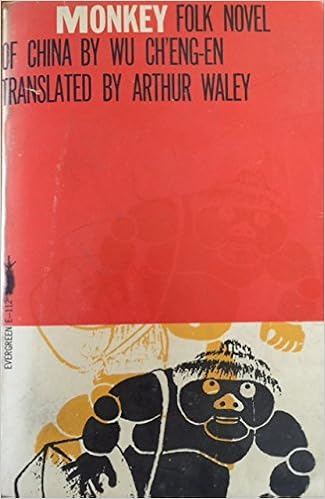 MONKEY FOLK NOVEL
OF CHINA BY WU CH'ENG-EN
TRANSLATED BY ARTHUR WALEY
EVERGREEN E-112